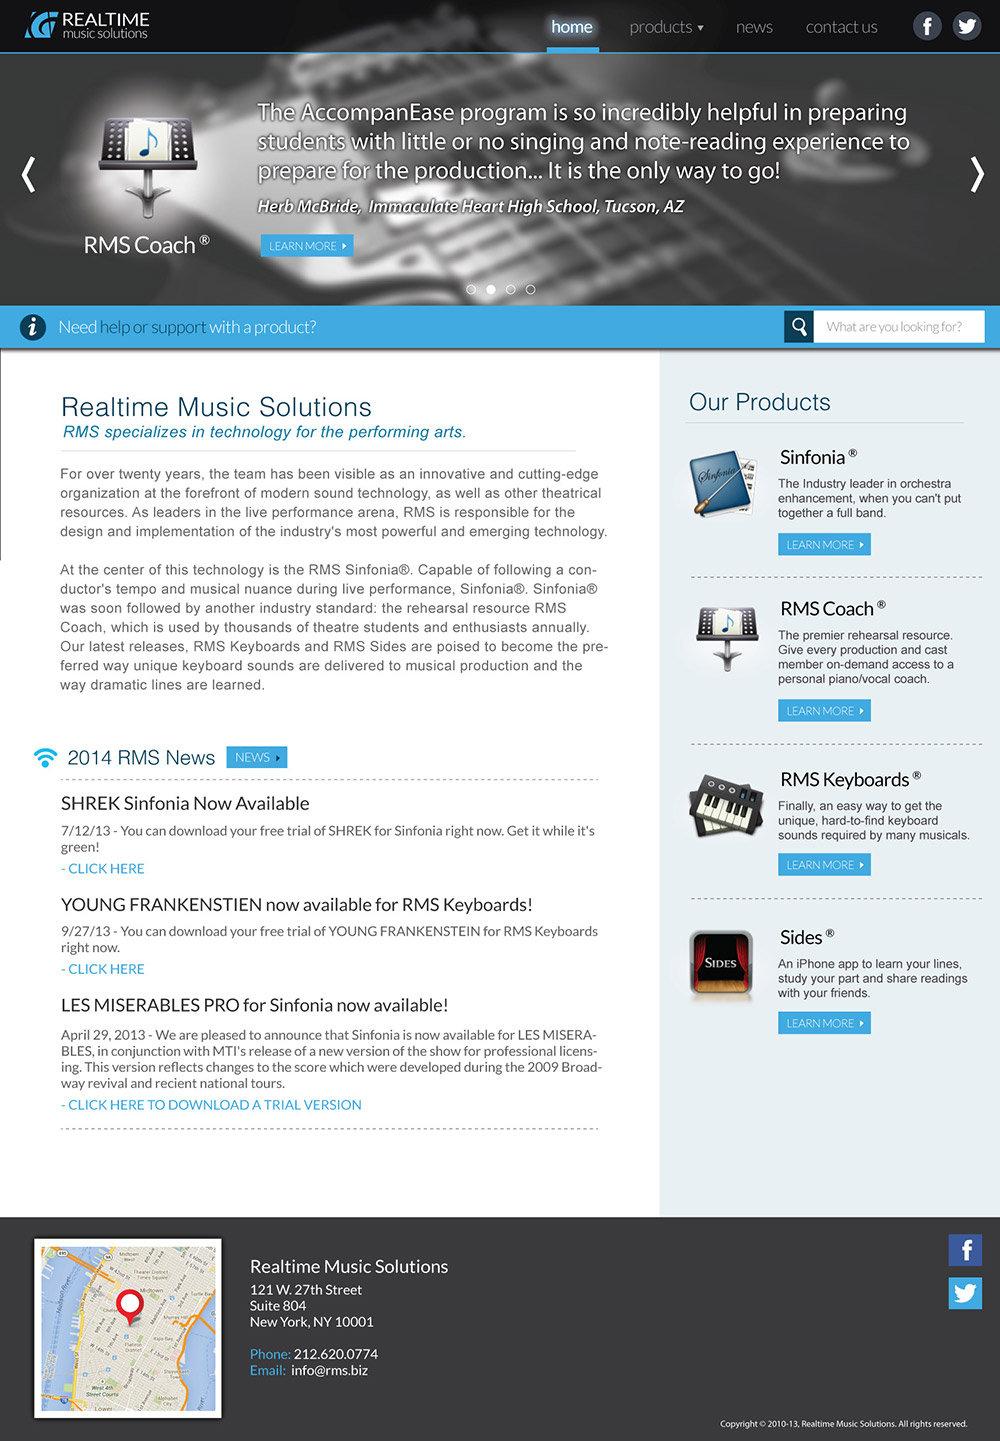 REALTIME
music solutions
home
products
news
contact us
The AccompanEase program is so incredibly helpful in preparing
students with little or no singing and note-reading experience to
prepare for the production... It is the only way to go!
Herb McBride, Immaculate Heart High School, Tucson, AZ
RMS Coach ®
LEARN MORE
Need help or support with a product?
What are you looking for?
Realtime Music Solutions
RMS specializes in technology for the performing arts.
For over twenty years, the team has been visible as an innovative and cutting-edge
organization at the forefront of modern sound technology, as well as other theatrical
resources. As leaders in the live performance arena, RMS is responsible for the
design and implementation of the industry's most powerful and emerging technology.
At the center of this technology is the RMS Sinfonia®. Capable of following a con-
ductor's tempo and musical nuance during live performance, Sinfonia®. Sinfonia®
was soon followed by another industry standard: the rehearsal resource RMS
Coach, which is used by thousands of theatre students and enthusiasts annually.
Our latest releases, RMS Keyboards and RMS Sides are poised to become the pre-
ferred way unique keyboard sounds are delivered to musical production and the
way dramatic lines are learned.
2014 RMS News
NEWS
SHREK Sinfonia Now Available
7/12/13 - You can download your free trial of SHREK for Sinfonia right now. Get it while it's
green!
- CLICK HERE
YOUNG FRANKENSTIEN now available for RMS Keyboards!
9/27/13 - You can download your free trial of YOUNG FRANKENSTEIN for RMS Keyboards
right now.
- CLICK HERE
LES MISERABLES PRO for Sinfonia now available!
April 29, 2013 - We are pleased to announce that Sinfonia is now available for LES MISERA-
BLES, in conjunction with MTI's release of a new version of the show for professional licens-
ing. This version reflects changes to the score which were developed during the 2009 Broad-
way revival and recient national tours.
- CLICK HERE TO DOWNLOAD A TRIAL VERSION
Our Products
Sinfonia
Sinfonia ®
The Industry leader in orchestra
enhancement, when you can't put
together a full band.
LEARN MORE
RMS Coach ®
The premier rehearsal resource.
Give every production and cast
member on-demand access to a
personal piano/vocal coach.
LEARN MORE
RMS Keyboards ®
Finally, an easy way to get the
unique, hard-to-find keyboard
sounds required by many musicals.
LEARN MORE
SIDES
Sides ®
An iPhone app to learn your lines,
study your part and share readings
with your friends.
LEARN MORE
Midtown
West 4th
Street Courts
Realtime Music Solutions
121 W. 27th Street
Suite 804
New York, NY 10001
Phone: 212.620.0774
Email: info@rms.biz
Copyright © 2010-13, Realtime Music Solutions. All rights reserved.